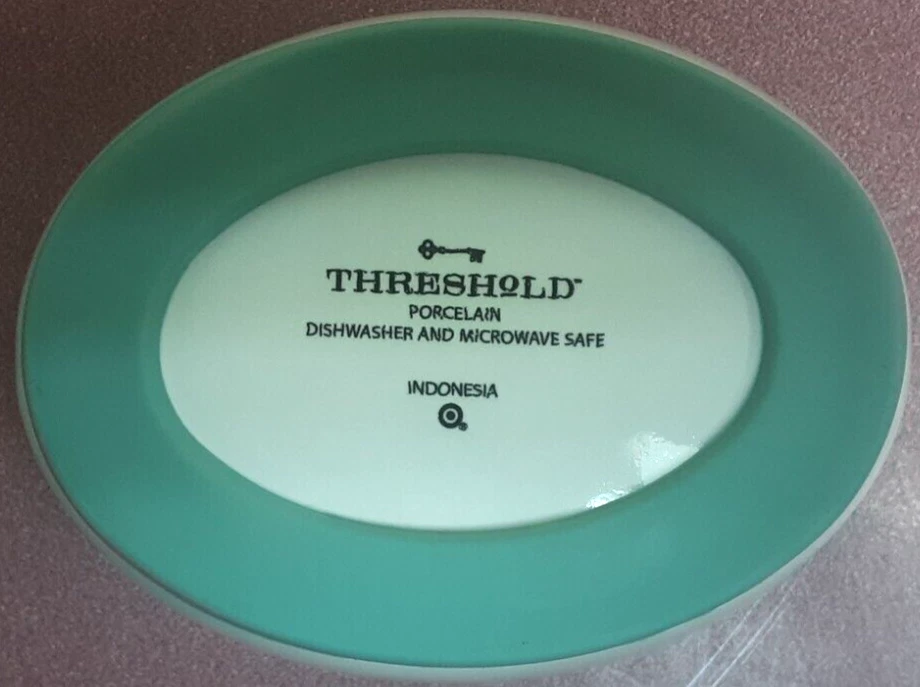 THRESHOLD™
PORCELAIN
DISHWASHER AND MICROWAVE SAFE
INDONESIA
®